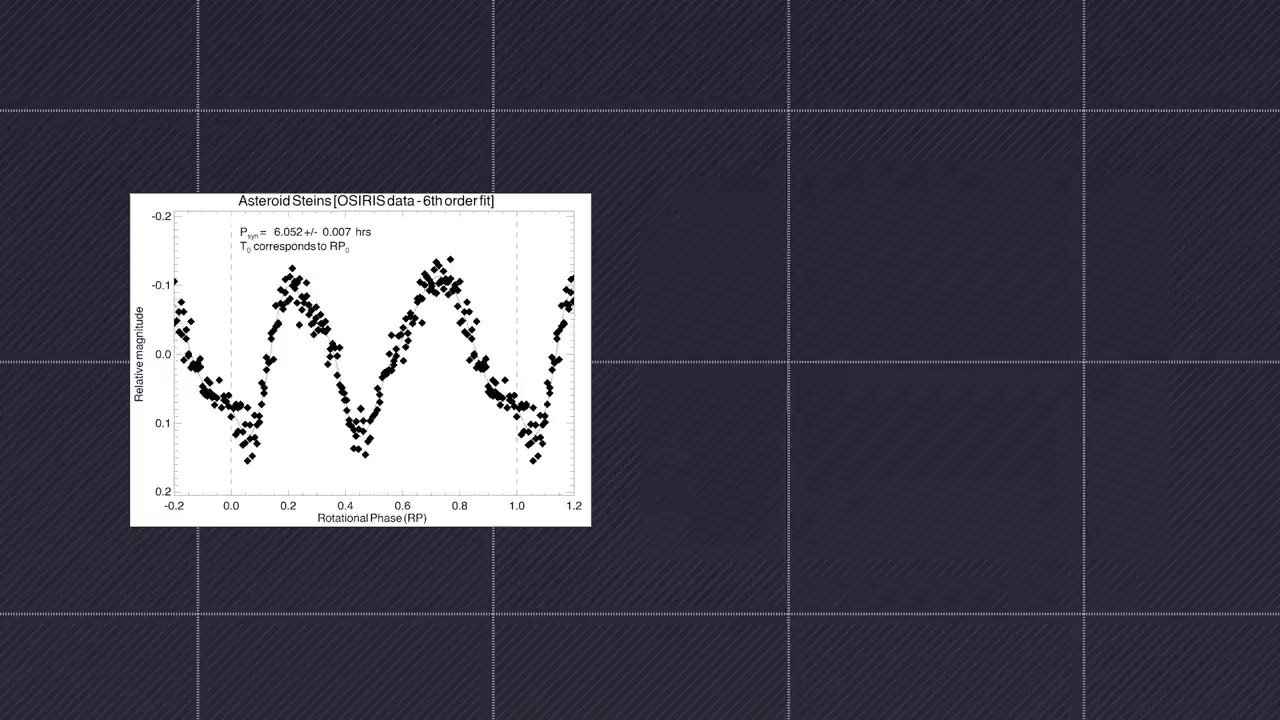 Asteroid Steins [OSIRIS data - 6th order fit]
-0.2
P_syn = 6.052 +/- 0.007 hrs
T_0 corresponds to RP_0
-0.1
Relative magnitude
0.0
0.1
0.2
-0.2 0.0 0.2 0.4 0.6 0.8 1.0 1.2
Rotational Phase (RP)